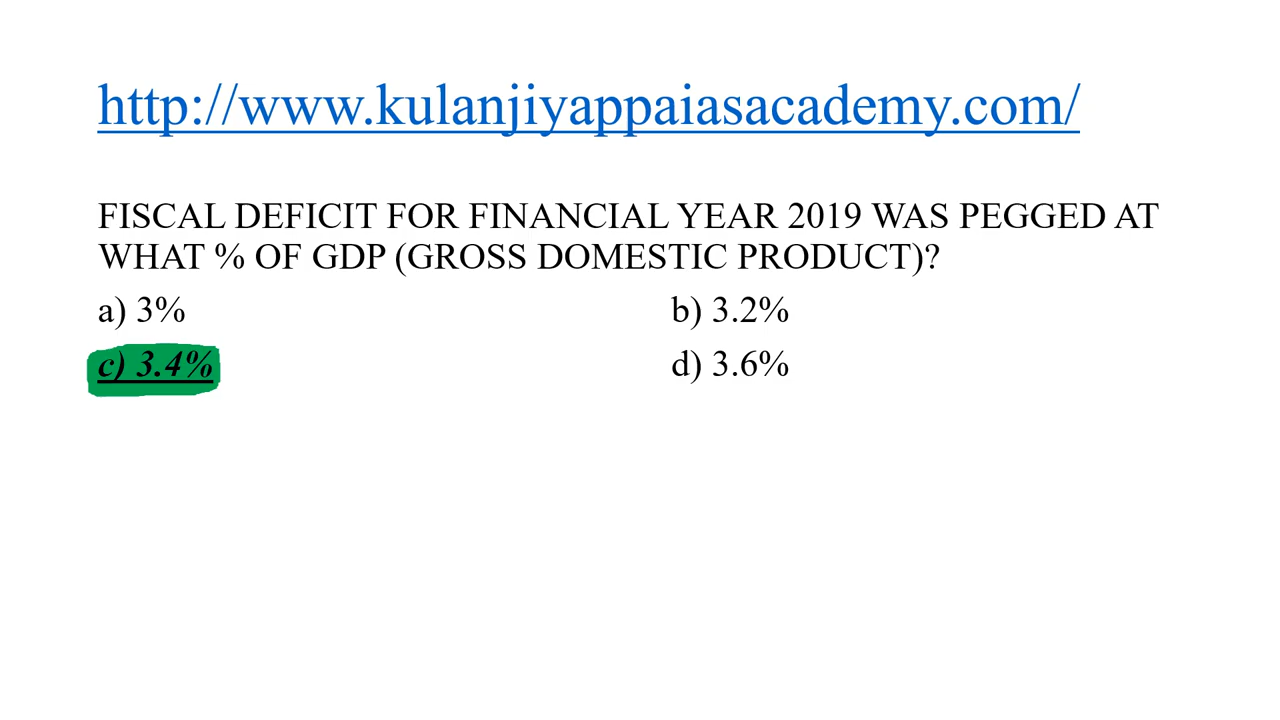 http://www.kulanjiyappaiasacademy.com/
FISCAL DEFICIT FOR FINANCIAL YEAR 2019 WAS PEGGED AT
WHAT % OF GDP (GROSS DOMESTIC PRODUCT)?
a) 3% b) 3.2%
c) 3.4% d) 3.6%